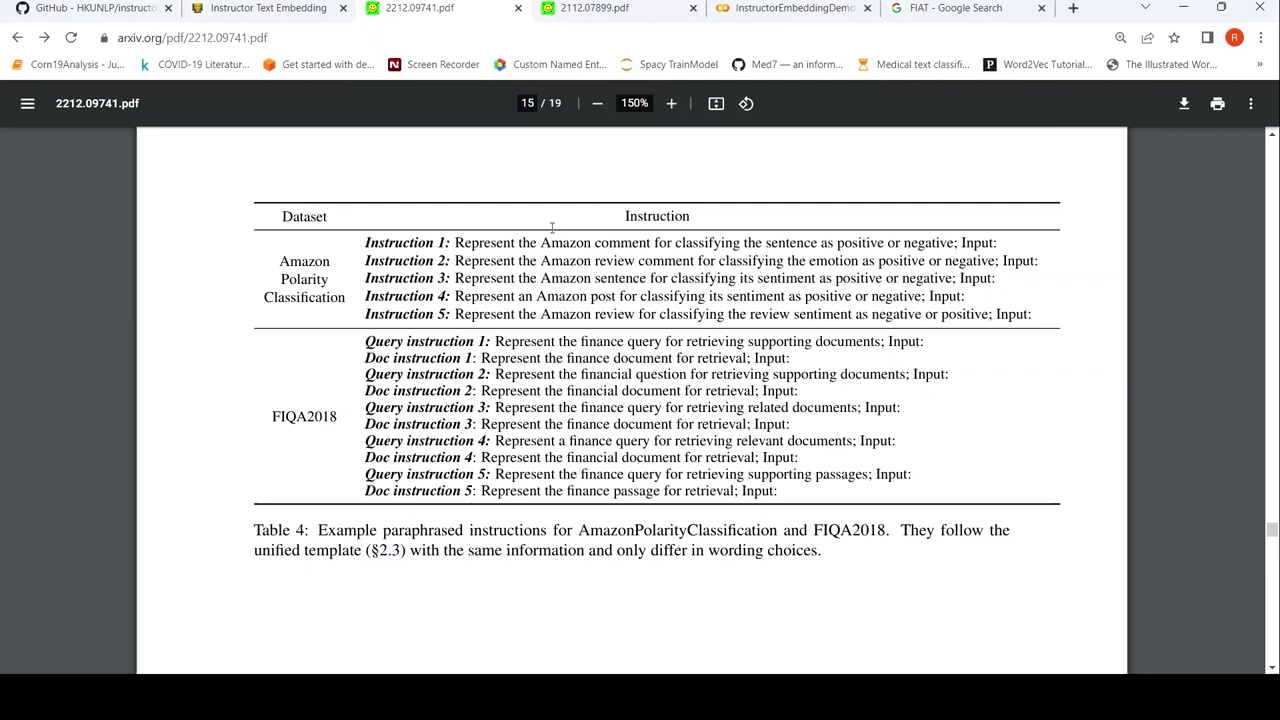 GitHub - HKUNLP/instructo
Instructor Text Embedding
2212.09741.pdf
2112.07899.pdf
InstructorEmbeddingDemo
FIAT - Google Search
arxiv.org/pdf/2212.09741.pdf
R
Corn19Analysis - Ju...
COVID-19 Literatur...
Get started with de...
Screen Recorder
Custom Named Ent...
Spacy TrainModel
Med7 — an inform...
Medical text classifi...
Word2Vec Tutorial...
The Illustrated Wor...
»
2212.09741.pdf
15 / 19
150%
Dataset
Instruction
Amazon
Polarity
Classification
Instruction 1: Represent the Amazon comment for classifying the sentence as positive or negative; Input:
Instruction 2: Represent the Amazon review comment for classifying the emotion as positive or negative; Input:
Instruction 3: Represent the Amazon sentence for classifying its sentiment as positive or negative; Input:
Instruction 4: Represent an Amazon post for classifying its sentiment as positive or negative; Input:
Instruction 5: Represent the Amazon review for classifying the review sentiment as negative or positive; Input:
FIQA2018
Query instruction 1: Represent the finance query for retrieving supporting documents; Input:
Doc instruction 1: Represent the finance document for retrieval; Input:
Query instruction 2: Represent the financial question for retrieving supporting documents; Input:
Doc instruction 2: Represent the financial document for retrieval; Input:
Query instruction 3: Represent the finance query for retrieving related documents; Input:
Doc instruction 3: Represent the finance document for retrieval; Input:
Query instruction 4: Represent a finance query for retrieving relevant documents; Input:
Doc instruction 4: Represent the financial document for retrieval; Input:
Query instruction 5: Represent the finance query for retrieving supporting passages; Input:
Doc instruction 5: Represent the finance passage for retrieval; Input:
Table 4: Example paraphrased instructions for AmazonPolarityClassification and FIQA2018. They follow the
unified template (§2.3) with the same information and only differ in wording choices.